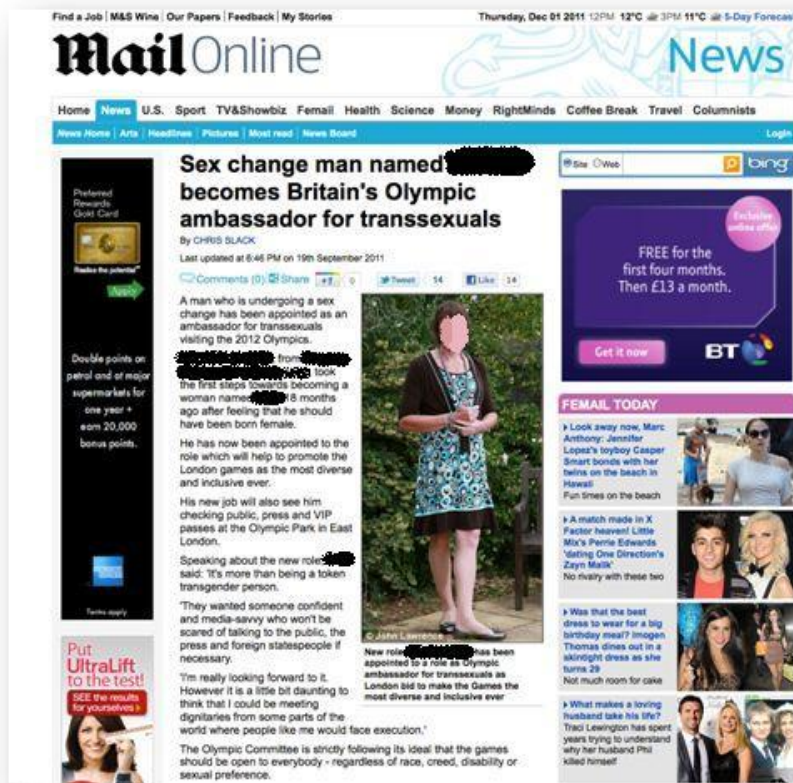 Find a Job | M&S Wine | Our Papers | Feedback | My Stories
Thursday, Dec 01 2011 12PM 12°C 3PM 11°C 5-Day Forecast
Mail Online
News
Home News U.S. Sport TV&Showbiz Femail Health Science Money RightMinds Coffee Break Travel Columnists
News Home | Arts | Headlines | Pictures | Most read | News Board
Login
Preferred
Rewards
Gold Card
Realise the potential
Apply
Double points on
petrol and at major
supermarkets for
one year +
earn 20,000
bonus points.
Terms apply
Put
UltraLift
to the test!
SEE the results
for yourselves
Sex change man named
becomes Britain's Olympic
ambassador for transsexuals
By CHRIS SLACK
Last updated at 6:46 PM on 19th September 2011
Comments (0) Share +1 0 Tweet 14 Like 14
A man who is undergoing a sex
change has been appointed as an
ambassador for transsexuals
visiting the 2012 Olympics.
from
took
the first steps towards becoming a
woman named 18 months
ago after feeling that he should
have been born female.
He has now been appointed to the
role which will help to promote the
London games as the most diverse
and inclusive ever.
His new job will also see him
checking public, press and VIP
passes at the Olympic Park in East
London.
Speaking about the new role
said: 'It's more than being a token
transgender person.
'They wanted someone confident
and media-savvy who won't be
scared of talking to the public, the
press and foreign statespeople if
necessary.
'I'm really looking forward to it.
However it is a little bit daunting to
think that I could be meeting
dignitaries from some parts of the
world where people like me would face execution.'
The Olympic Committee is strictly following its ideal that the games
should be open to everybody - regardless of race, creed, disability or
sexual preference.
© John Lawrence
New role has been
appointed to a role as Olympic
ambassador for transsexuals as
London bid to make the Games the
most diverse and inclusive ever
Site Web bing
Exclusive
online offer
FREE for the
first four months.
Then £13 a month.
Get it now
BT
FEMAIL TODAY
Look away now, Marc
Anthony: Jennifer
Lopez's toyboy Casper
Smart bonds with her
twins on the beach in
Hawaii
Fun times on the beach
A match made in X
Factor heaven! Little
Mix's Perrie Edwards
'dating One Direction's
Zayn Malik'
No rivalry with these two
Was that the best
dress to wear for a big
birthday meal? Imogen
Thomas dines out in a
skintight dress as she
turns 29
Not much room for cake
What makes a loving
husband take his life?
Traci Lewington has spent
years trying to understand
why her husband Phil
killed himself